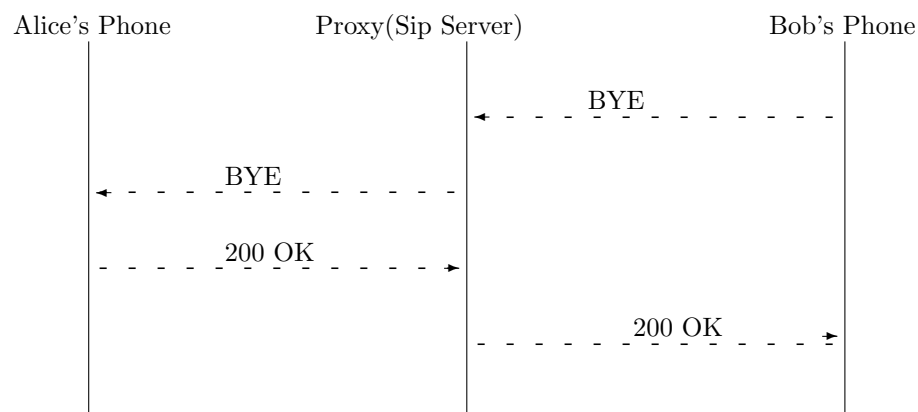 Alice's Phone
Proxy(Sip Server)
Bob's Phone
BYE
BYE
200 OK
200 OK